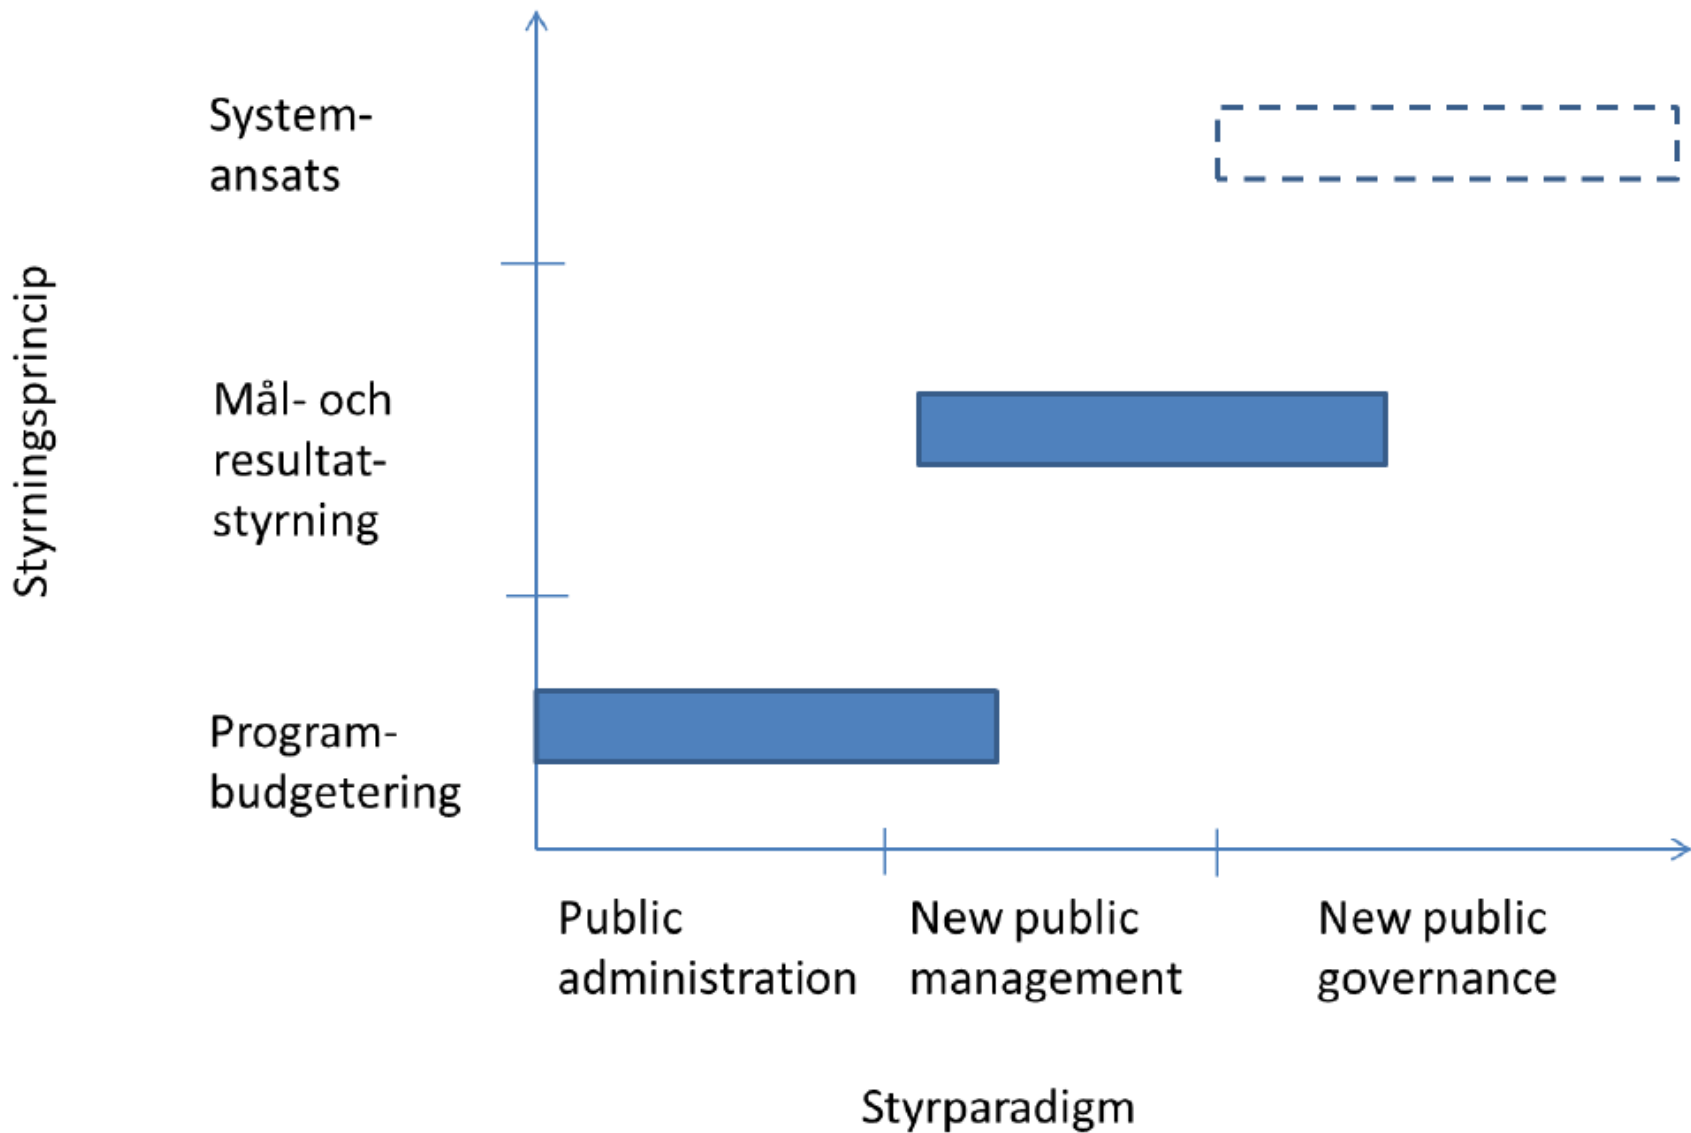 System-
ansats
Styrningsprincip
Mål- och
resultat-
styrning
Program-
budgetering
Public
administration
New public
management
New public
governance
Styrparadigm